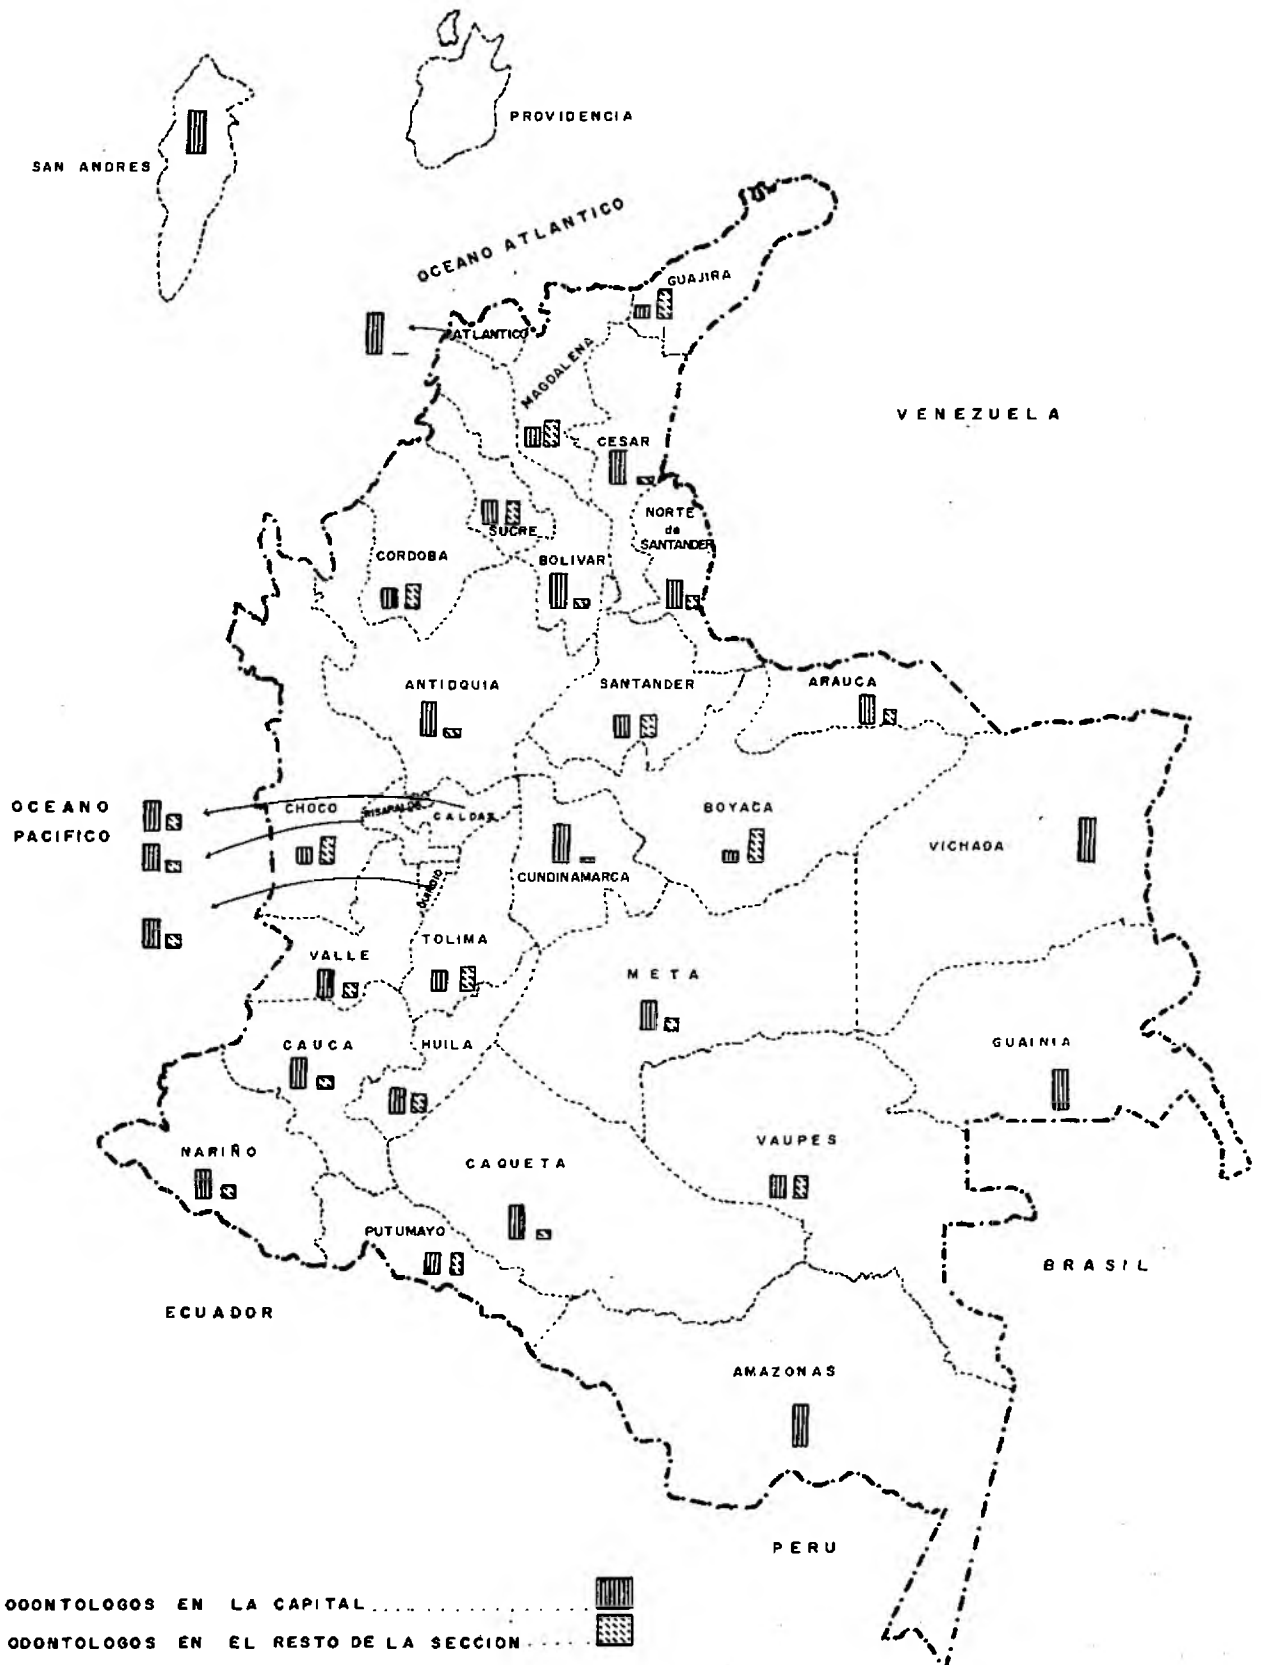 PROVIDENCIA
SAN ANDRES
OCEANO ATLANTICO
GUAJIRA
ATLANTICO
MAGDALENA
VENEZUELA
CESAR
NORTE
de
SANTANDER
SUCRE
CORDOBA
BOLIVAR
ANTIOQUIA
SANTANDER
ARAUCA
OCEANO
PACIFICO
CHOCO
RISARALDA
CALDAS
BOYACA
VICHADA
CUNDINAMARCA
QUINDIO
TOLIMA
VALLE
META
CAUCA
HUILA
GUAINIA
VAUPES
NARIÑO
CAQUETA
PUTUMAYO
BRASIL
ECUADOR
AMAZONAS
PERU
ODONTOLOGOS EN LA CAPITAL
ODONTOLOGOS EN EL RESTO DE LA SECCION